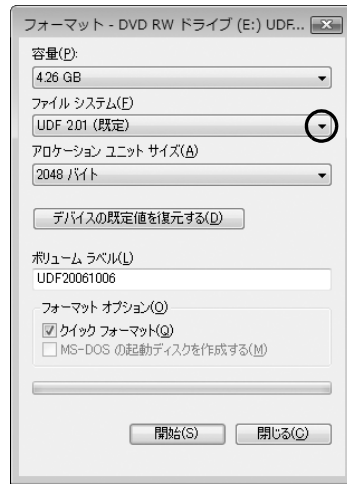 フォーマット - DVD RW ドライブ (E:) UDF...
容量(P):
4.26 GB
ファイル システム(F)
UDF 2.01 (既定)
アロケーション ユニット サイズ(A)
2048 バイト
デバイスの既定値を復元する(D)
ボリューム ラベル(L)
UDF20061006
フォーマット オプション(O)
クイック フォーマット(Q)
MS-DOS の起動ディスクを作成する(M)
開始(S) 閉じる(C)